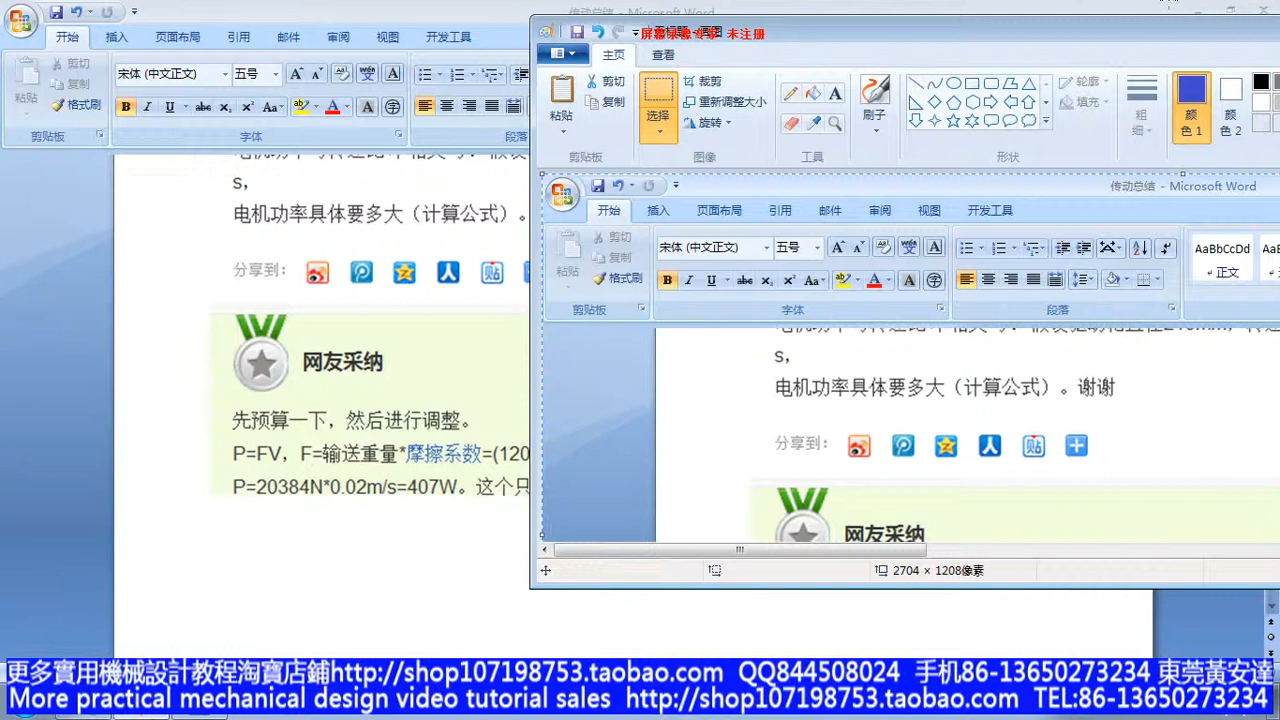 传动总结 - Microsoft Word
开始 插入 页面布局 引用 邮件 审阅 视图 开发工具
剪切
复制
粘贴
格式刷
宋体 (中文正文) 五号
剪贴板 字体 段落
s,
电机功率具体要多大（计算公式）。
分享到：
网友采纳
先预算一下，然后进行调整。
P=FV，F=输送重量*摩擦系数=(120
P=20384N*0.02m/s=407W。这个只
屏幕录像专家 未注册
主页 查看
粘贴
剪切
复制
选择
裁剪
重新调整大小
旋转
刷子
轮廓
填充
粗细
颜色 1
颜色 2
剪贴板 图像 工具 形状
传动总结 - Microsoft Word
开始 插入 页面布局 引用 邮件 审阅 视图 开发工具
剪切
复制
粘贴
格式刷
宋体 (中文正文) 五号
AaBbCcDd
正文
剪贴板 字体 段落
s,
电机功率具体要多大（计算公式）。谢谢
分享到：
网友采纳
2704 × 1208像素
更多實用機械設計教程淘寶店鋪http://shop107198753.taobao.com QQ844508024 手机86-13650273234 東莞黃安達
More practical mechanical design video tutorial sales http://shop107198753.taobao.com TEL:86-13650273234